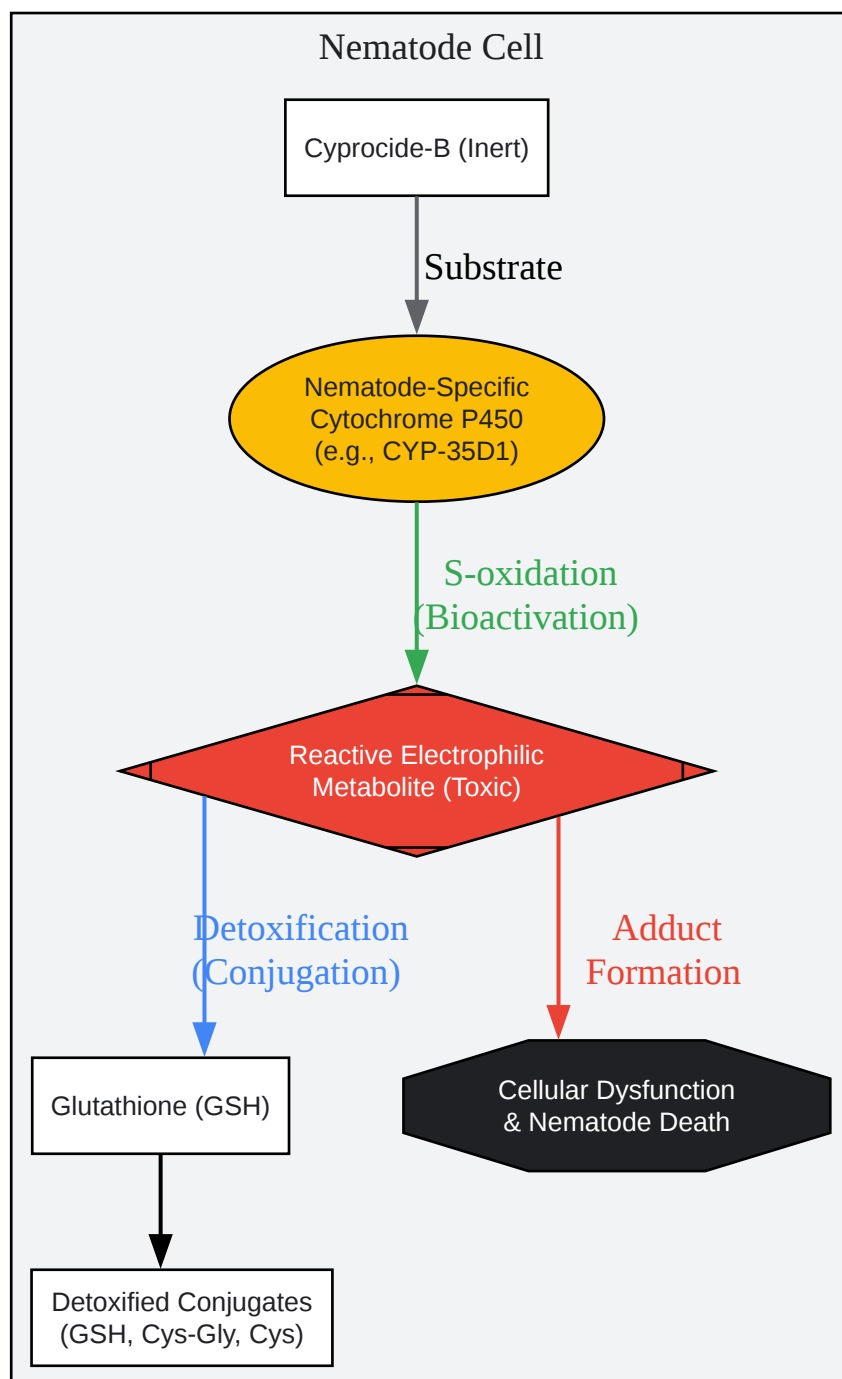 Nematode Cell
Cyprocide-B (Inert)
Substrate
Nematode-Specific
Cytochrome P450
(e.g., CYP-35D1)
S-oxidation
(Bioactivation)
Reactive Electrophilic
Metabolite (Toxic)
Detoxification
(Conjugation)
Adduct
Formation
Glutathione (GSH)
Cellular Dysfunction
& Nematode Death
Detoxified Conjugates
(GSH, Cys-Gly, Cys)